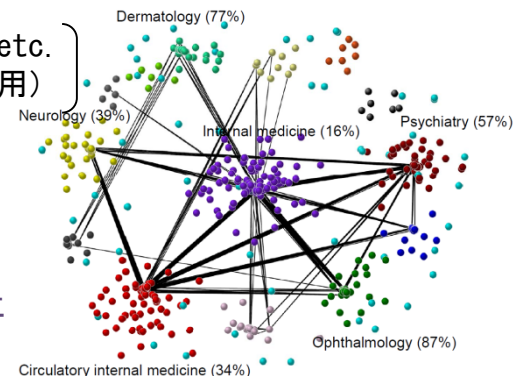 Dermatology (77%)
etc.
用）
Neurology (39%)
Internal medicine (16%)
Psychiatry (57%)
Ophthalmology (87%)
Circulatory internal medicine (34%)